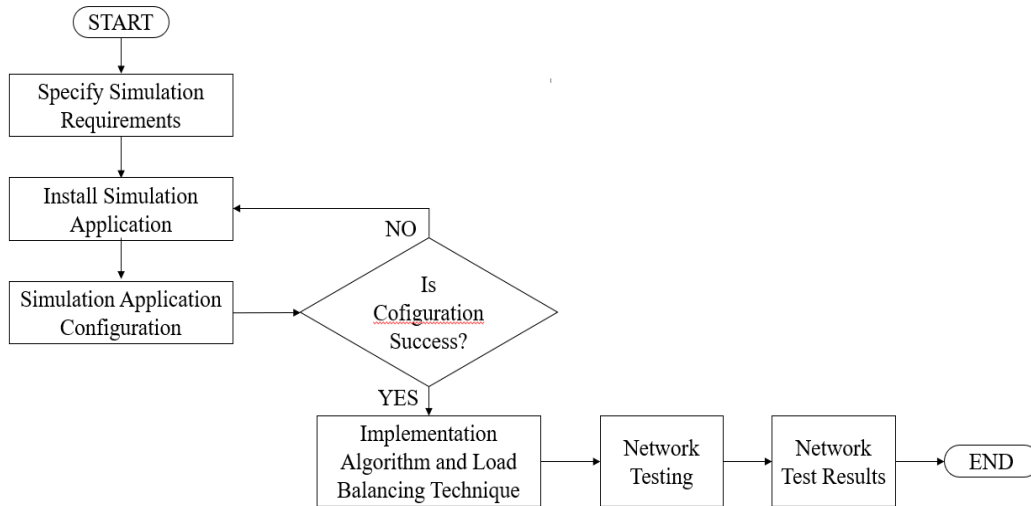 START
Specify Simulation
Requirements
Install Simulation
Application
Simulation Application
Configuration
NO
Is
Cofiguration
Success?
YES
Implementation
Algorithm and Load
Balancing Technique
Network
Testing
Network
Test Results
END